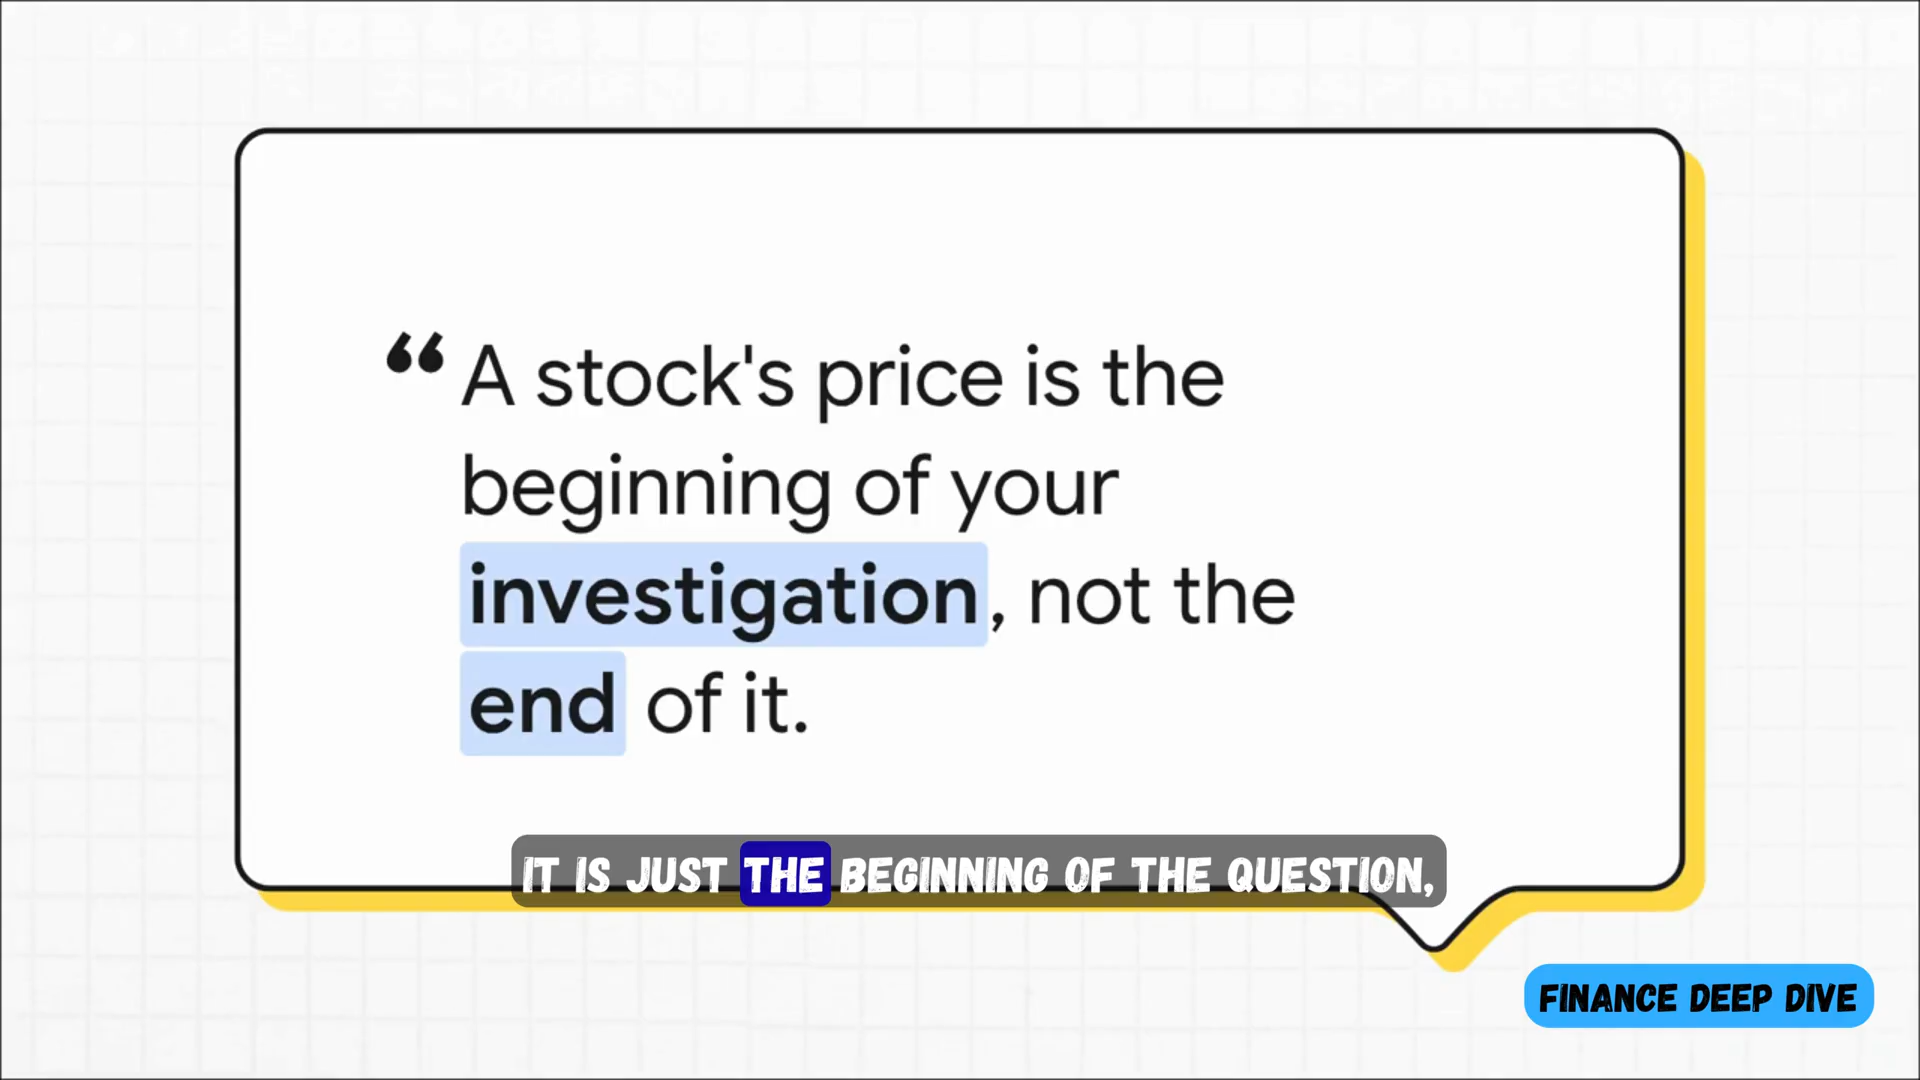 “A stock's price is the
beginning of your
investigation, not the
end of it.
IT IS JUST THE BEGINNING OF THE QUESTION,
FINANCE DEEP DIVE